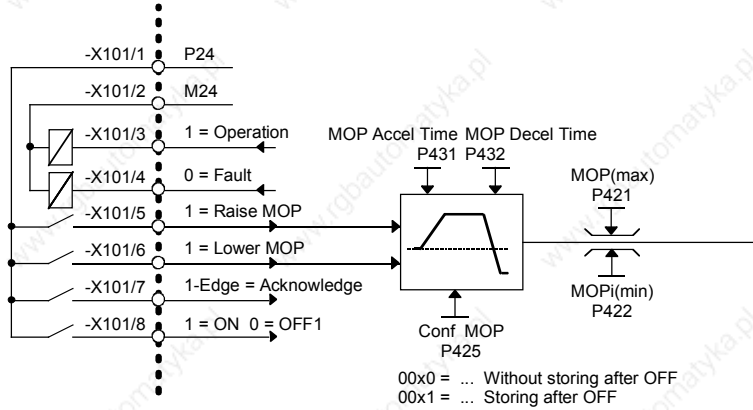 -X101/1 P24
-X101/2 M24
-X101/3 1 = Operation
-X101/4 0 = Fault
-X101/5 1 = Raise MOP
-X101/6 1 = Lower MOP
-X101/7 1-Edge = Acknowledge
-X101/8 1 = ON 0 = OFF1
MOP Accel Time MOP Decel Time
P431 P432
MOP(max)
P421
MOPi(min)
P422
Conf MOP
P425
00x0 = ... Without storing after OFF
00x1 = ... Storing after OFF
www.rgbautomatyka.pl